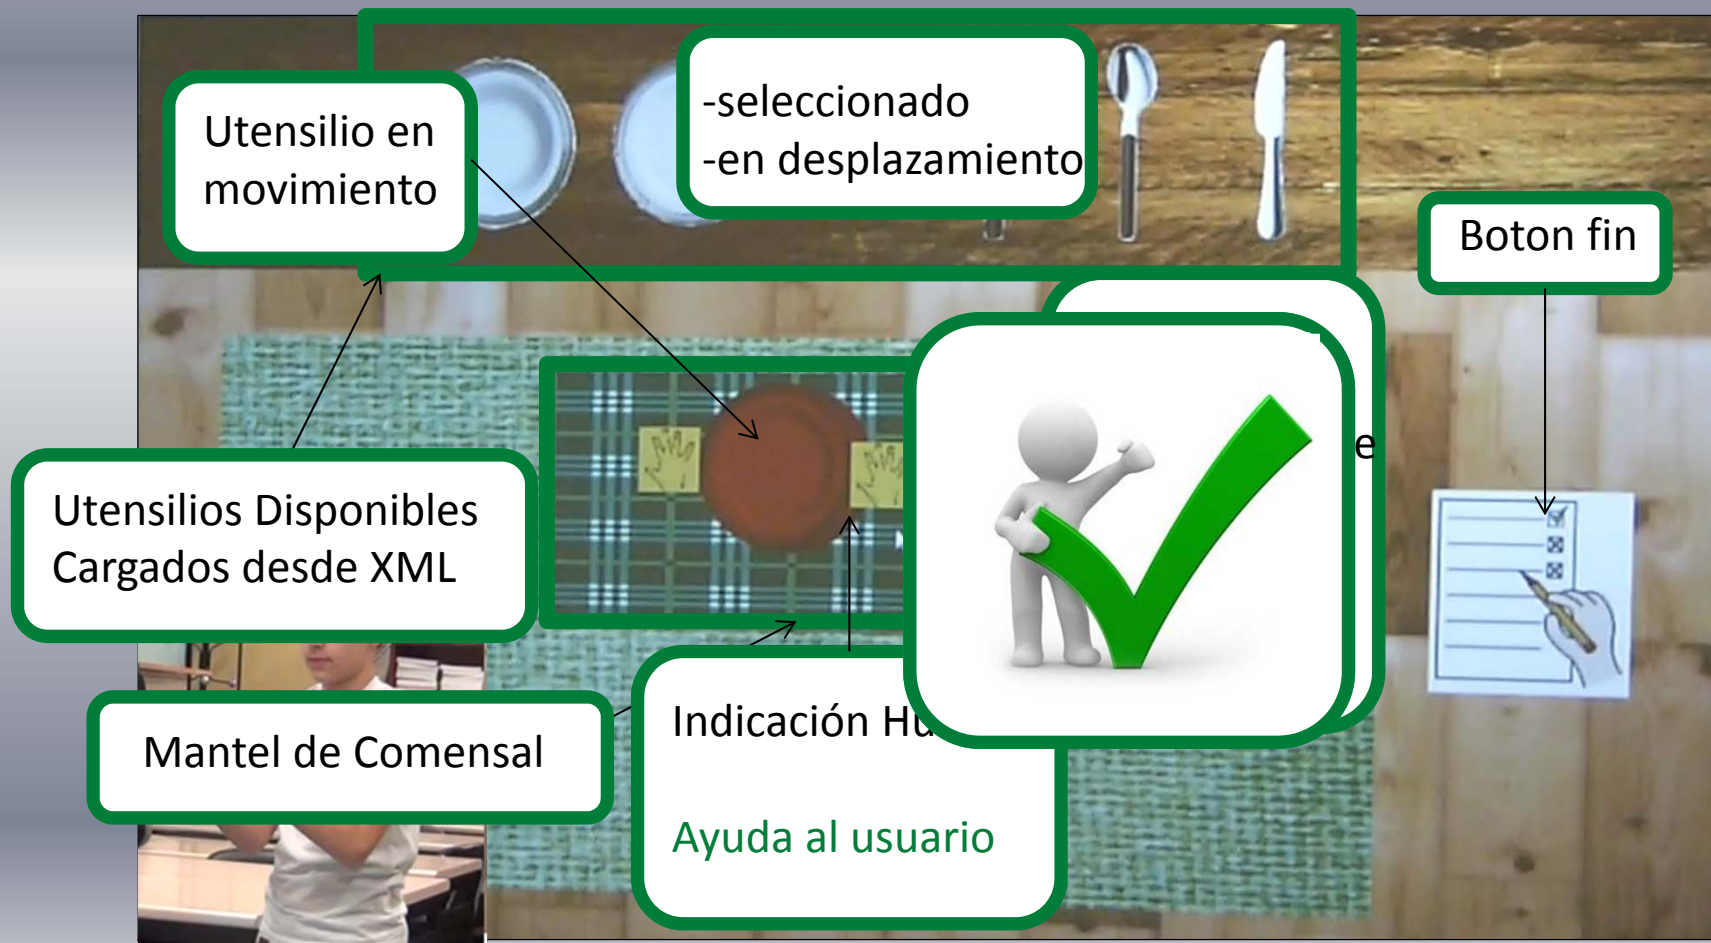 Utensilio en
movimiento
-seleccionado
-en desplazamiento
Boton fin
Utensilios Disponibles
Cargados desde XML
Mantel de Comensal
Indicación
Ayuda al usuario